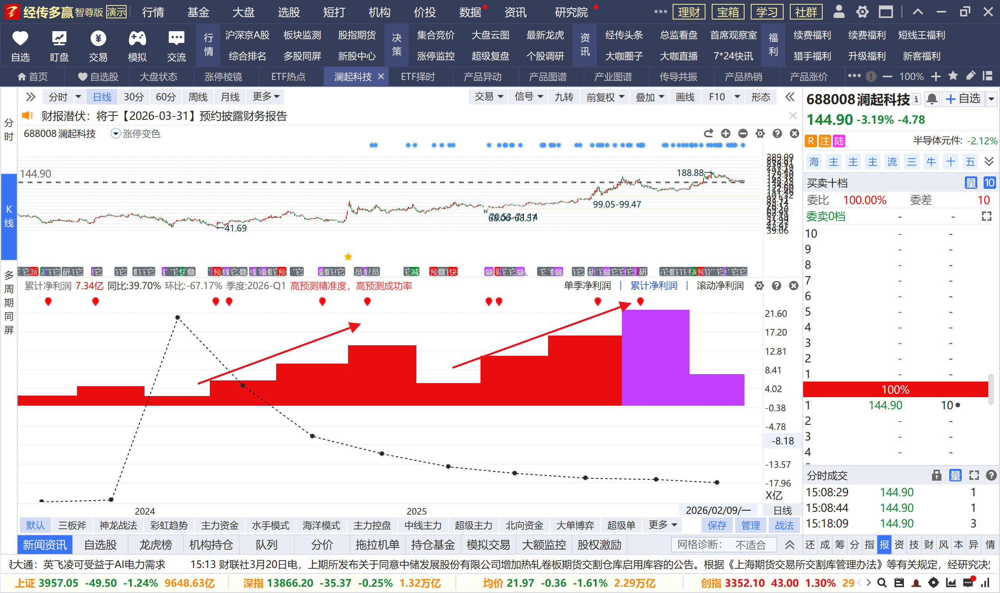 经传多赢 智尊版 演示 行情 基金 大盘 选股 短打 机构 价投 数据 资讯 研究院 理财 宝箱 学习 社群
行情 沪深京A股 板块监测 股指期货 决策 集合竞价 大盘云图 最新龙虎 资讯 经传头条 总监看盘 首席观察室 福利 续费福利 续费福利 短线王福利
自选 盯盘 交易 模拟 交流 综合排名 多股同屏 新股中心 涨停监控 超级复盘 个股调研 大咖圈子 大咖直播 7*24快讯 猎手福利 升级福利 新客福利
首页 自选股 大盘状态 涨停棱镜 ETF热点 澜起科技 ETF择时 产品异动 产品图谱 产业图谱 传导共振 产品热销 产品涨价 100%
分时 日线 30分 60分 周线 月线 更多 交易 信号 九转 前复权 叠加 画线 F10 形态
财报潜伏：将于【2026-03-31】预约披露财务报告
688008 澜起科技 涨停变色
分时
K线
多周期同屏
144.90
188.88→
99.05-99.47
←41.69
39.06
累计净利润 7.34亿 同比:39.70% 环比:-67.17% 季度:2026-Q1 高预测精准度，高预测成功率 单季净利润 | 累计净利润 | 滚动净利润
21.60
17.20
12.81
8.41
4.02
-0.38
-4.78
-8.18
-13.57
-17.96
X亿
2024 2025 2026/02/09/一 日线
默认 三板斧 神龙战法 彩虹趋势 主力资金 水手模式 海洋模式 主力控盘 中线主力 超级主力 北向资金 大单博弈 超级单 更多 保存 管理 战法
新闻资讯 自选股 龙虎榜 机构持仓 队列 分价 拖拉机单 持仓基金 模拟交易 大额监控 股权激励 网格诊断： 不适合
688008 澜起科技 自选
144.90 -3.19% -4.78
R 注 陆 半导体元件: -2.12%
海 主 主 主 流 三 牛 十 五
买卖十档 量 10
委比 100.00% 委差 10
委卖0档 - -
10 - -
9 - -
8 - -
7 - -
6 - -
5 - -
4 - -
3 - -
2 - -
1 - -
100%
1 144.90 10
2 - -
3 - -
4 - -
分时成交 量
15:08:29 144.90 1
15:08:44 144.90 1
15:18:09 144.90 3
还 成 筹 分 指 报 资 技 财 风 本 异 情
大通：英飞凌可受益于AI电力需求 15:13 财联社3月20日电，上期所发布关于同意中储发展股份有限公司增加热轧卷板期货交割仓库启用库容的公告。根据《上海期货交易所交割库管理办法》等有关规定，经研究决
上证 3957.05 -49.50 -1.24% 9648.63亿 深指 13866.20 -35.37 -0.25% 1.32万亿 均价 21.97 -0.36 -1.61% 2.29万亿 创指 3352.10 43.00 1.30% 29